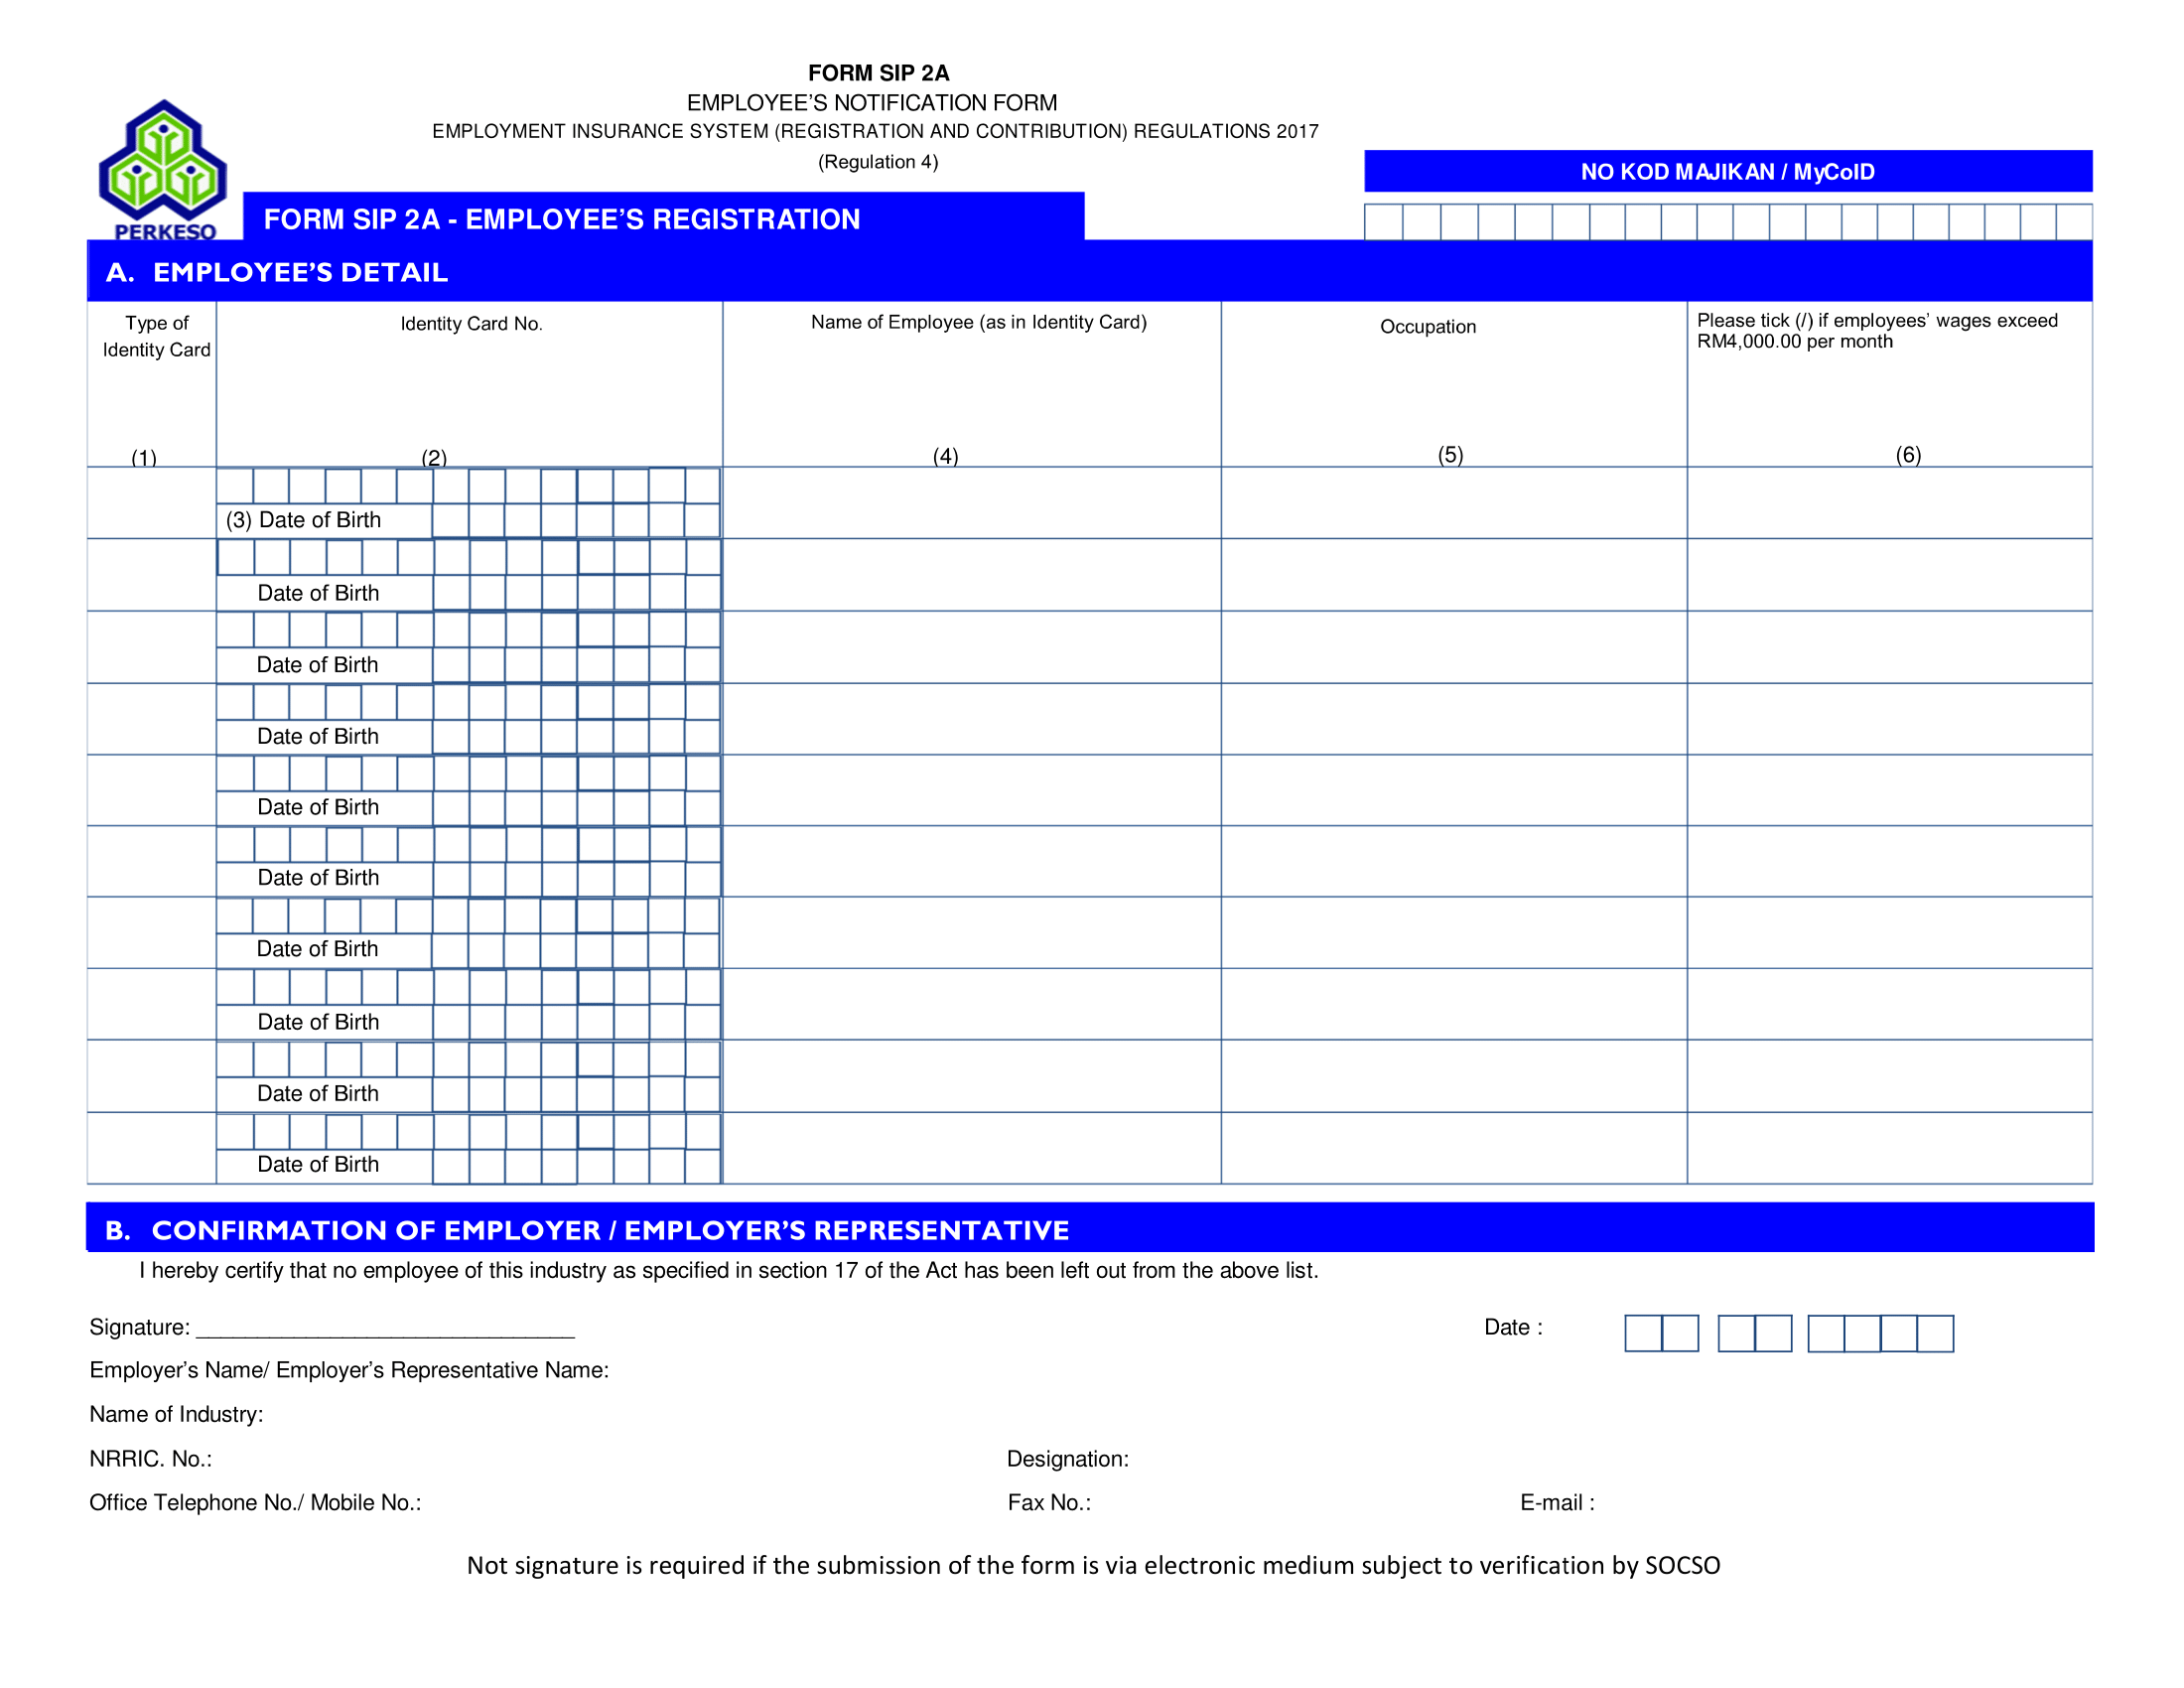 FORM SIP 2A
EMPLOYEE’S NOTIFICATION FORM
EMPLOYMENT INSURANCE SYSTEM (REGISTRATION AND CONTRIBUTION) REGULATIONS 2017
(Regulation 4)
NO KOD MAJIKAN / MyCoID
PERKESO
FORM SIP 2A - EMPLOYEE’S REGISTRATION
A. EMPLOYEE’S DETAIL
Type of
Identity Card
(1)
Identity Card No.
(2)
Name of Employee (as in Identity Card)
(4)
Occupation
(5)
Please tick (/) if employees’ wages exceed
RM4,000.00 per month
(6)
(3) Date of Birth
Date of Birth
Date of Birth
Date of Birth
Date of Birth
Date of Birth
Date of Birth
Date of Birth
Date of Birth
Date of Birth
B. CONFIRMATION OF EMPLOYER / EMPLOYER’S REPRESENTATIVE
I hereby certify that no employee of this industry as specified in section 17 of the Act has been left out from the above list.
Signature: _______________________________ Date :
Employer’s Name/ Employer’s Representative Name:
Name of Industry:
NRRIC. No.: Designation:
Office Telephone No./ Mobile No.: Fax No.: E-mail :
Not signature is required if the submission of the form is via electronic medium subject to verification by SOCSO